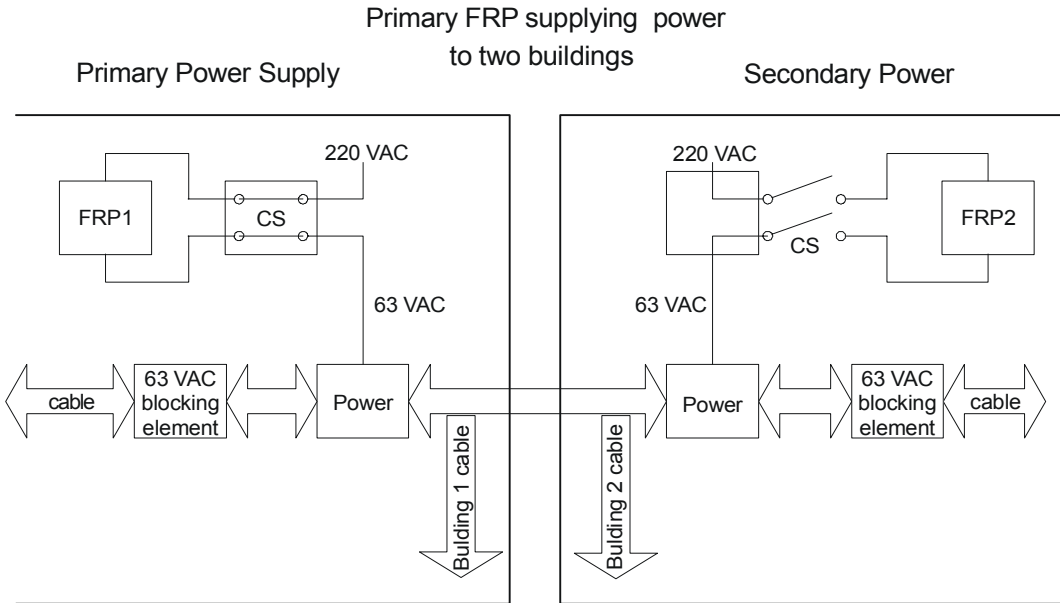 Primary FRP supplying power
to two buildings
Primary Power Supply
Secondary Power
220 VAC
220 VAC
FRP1
CS
FRP2
CS
63 VAC
63 VAC
cable
63 VAC
blocking
element
Power
Power
63 VAC
blocking
element
cable
Bulding 1 cable
Buiding 2 cable